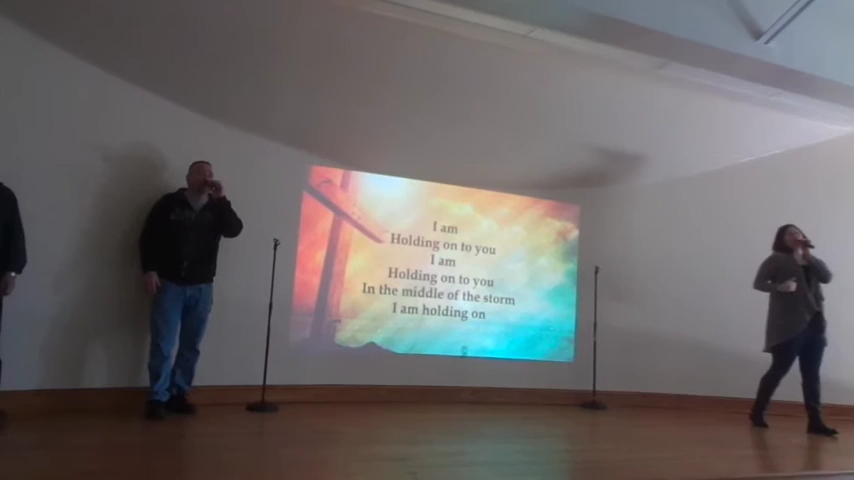 I am
Holding on to you
I am
Holding on to you
In the middle of the storm
I am holding on